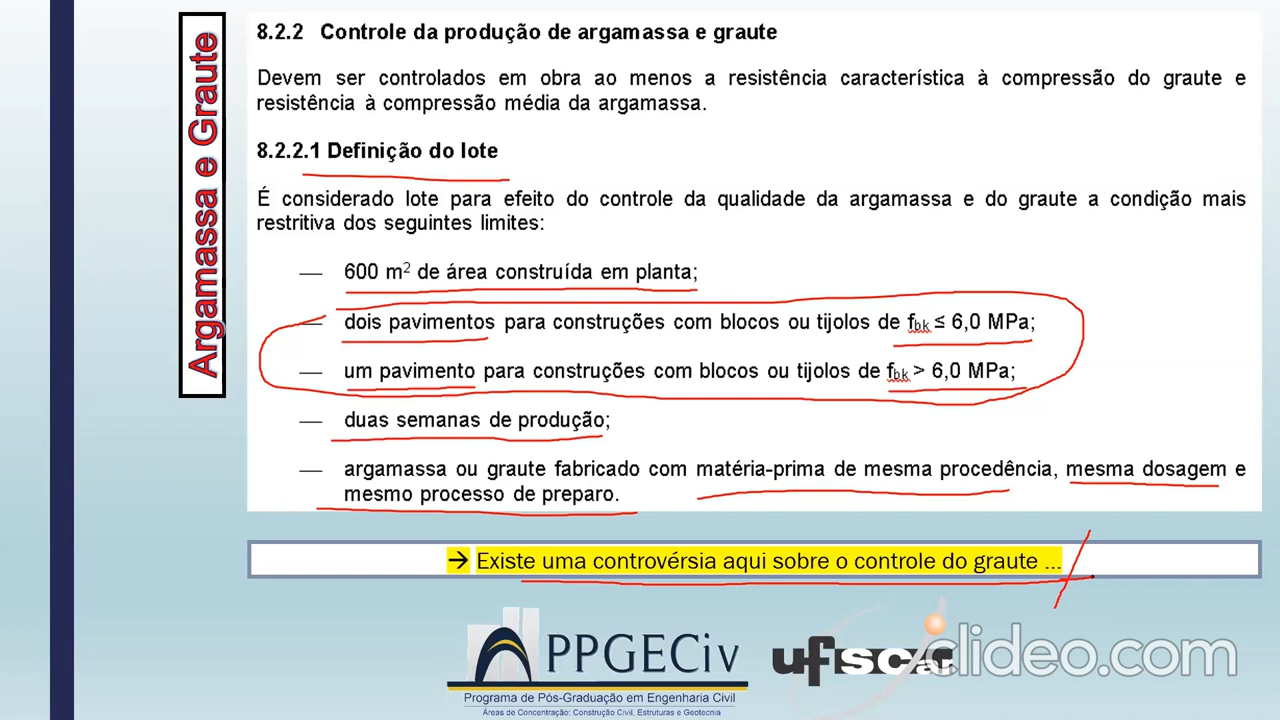 Argamassa e Graute
8.2.2 Controle da produção de argamassa e graute
Devem ser controlados em obra ao menos a resistência característica à compressão do graute e
resistência à compressão média da argamassa.
8.2.2.1 Definição do lote
É considerado lote para efeito do controle da qualidade da argamassa e do graute a condição mais
restritiva dos seguintes limites:
— 600 m² de área construída em planta;
— dois pavimentos para construções com blocos ou tijolos de fbk ≤ 6,0 MPa;
— um pavimento para construções com blocos ou tijolos de fbk > 6,0 MPa;
— duas semanas de produção;
— argamassa ou graute fabricado com matéria-prima de mesma procedência, mesma dosagem e
mesmo processo de preparo.
→ Existe uma controvérsia aqui sobre o controle do graute ...
PPGECiv
Programa de Pós-Graduação em Engenharia Civil
Áreas de Concentração: Construção Civil, Estruturas e Geotecnia
ufscar
clideo.com